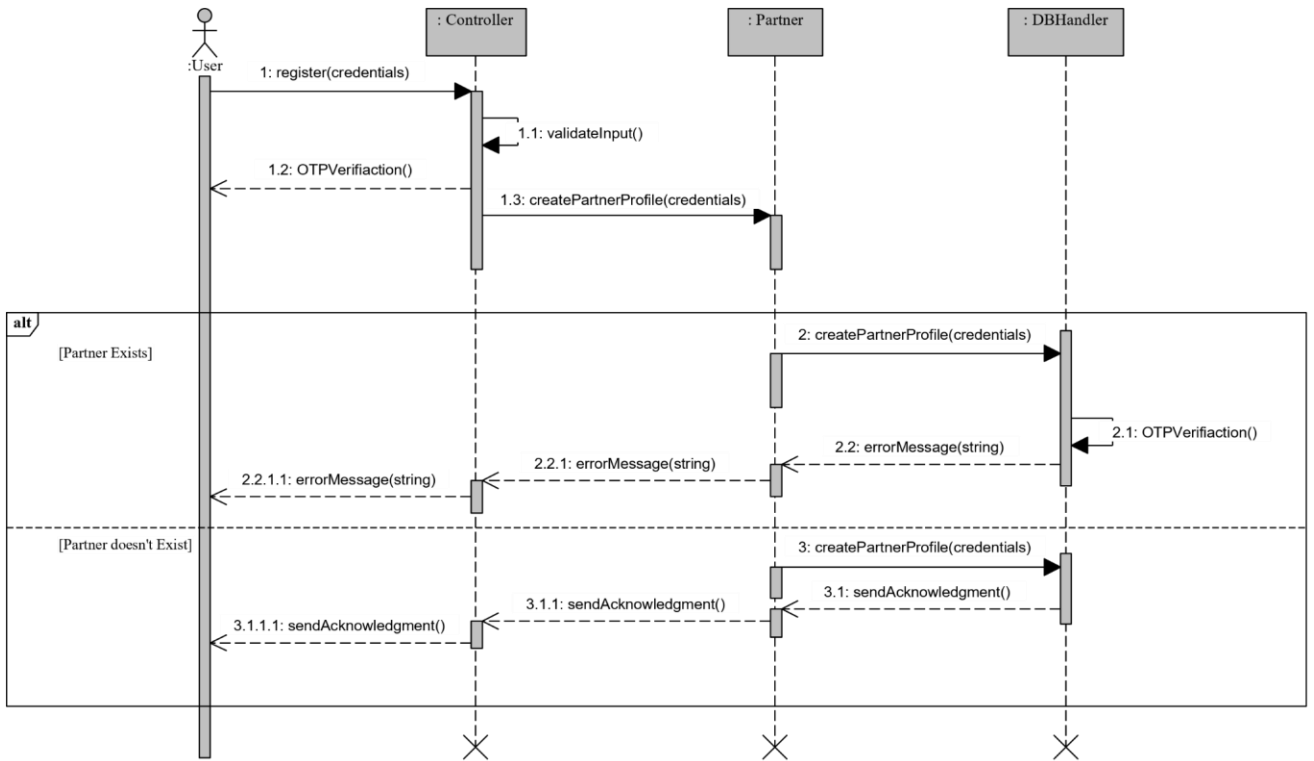 : Controller
: Partner
: DBHandler
:User
1: register(credentials)
1.1: validateInput()
1.2: OTPVerifiaction()
1.3: createPartnerProfile(credentials)
alt
[Partner Exists]
2: createPartnerProfile(credentials)
2.1: OTPVerifiaction()
2.2: errorMessage(string)
2.2.1: errorMessage(string)
2.2.1.1: errorMessage(string)
[Partner doesn't Exist]
3: createPartnerProfile(credentials)
3.1: sendAcknowledgment()
3.1.1: sendAcknowledgment()
3.1.1.1: sendAcknowledgment()